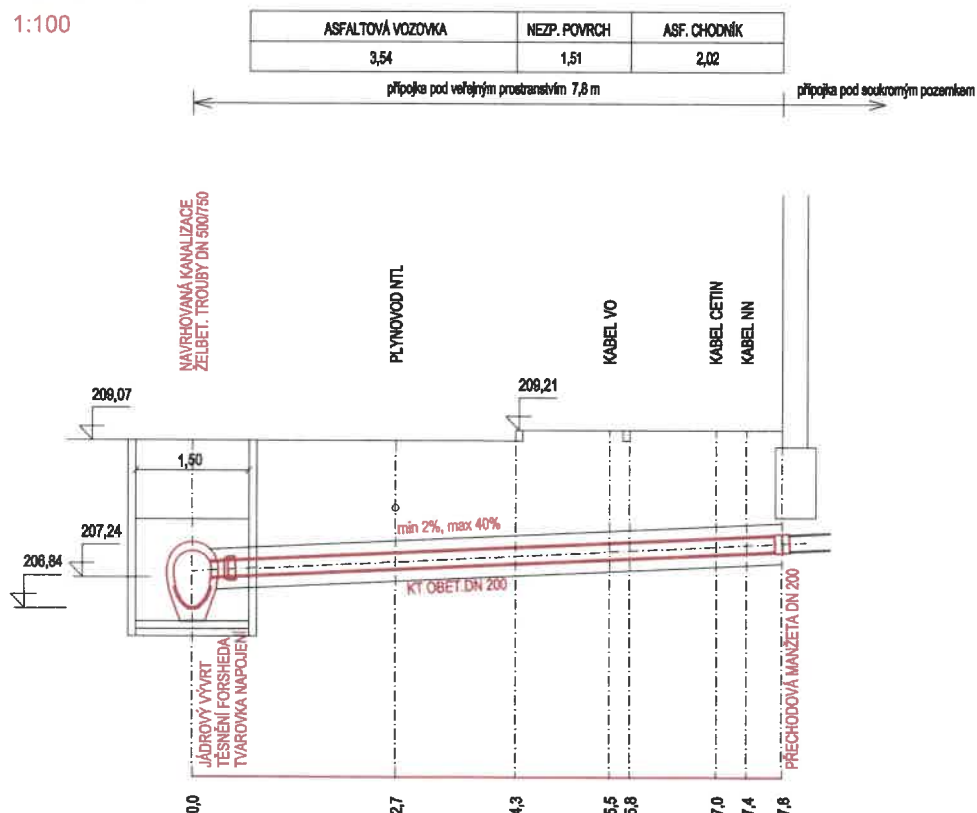 1:100
ASFALTOVÁ VOZOVKA NEZP. POVRCH ASF. CHODNÍK
3,54 1,51 2,02
přípojka pod veřejným prostranstvím 7,8 m
přípojka pod soukromým pozemkem
NAVRHOVANÁ KANALIZACE
ŽELBET. TROUBY DN 500/750
PLYNOVOD NTL
KABEL VO
KABEL CETIN
KABEL NN
209,07
209,21
1,50
207,24
206,84
min 2%, max 40%
KT OBET.DN 200
JÁDROVÝ VÝVRT
TĚSNĚNÍ FORSHEDA
TVAROVKA NAPOJENÍ
PŘECHODOVÁ MANŽETA DN 200
0,0
2,7
4,3
5,5
5,8
7,0
7,4
7,8